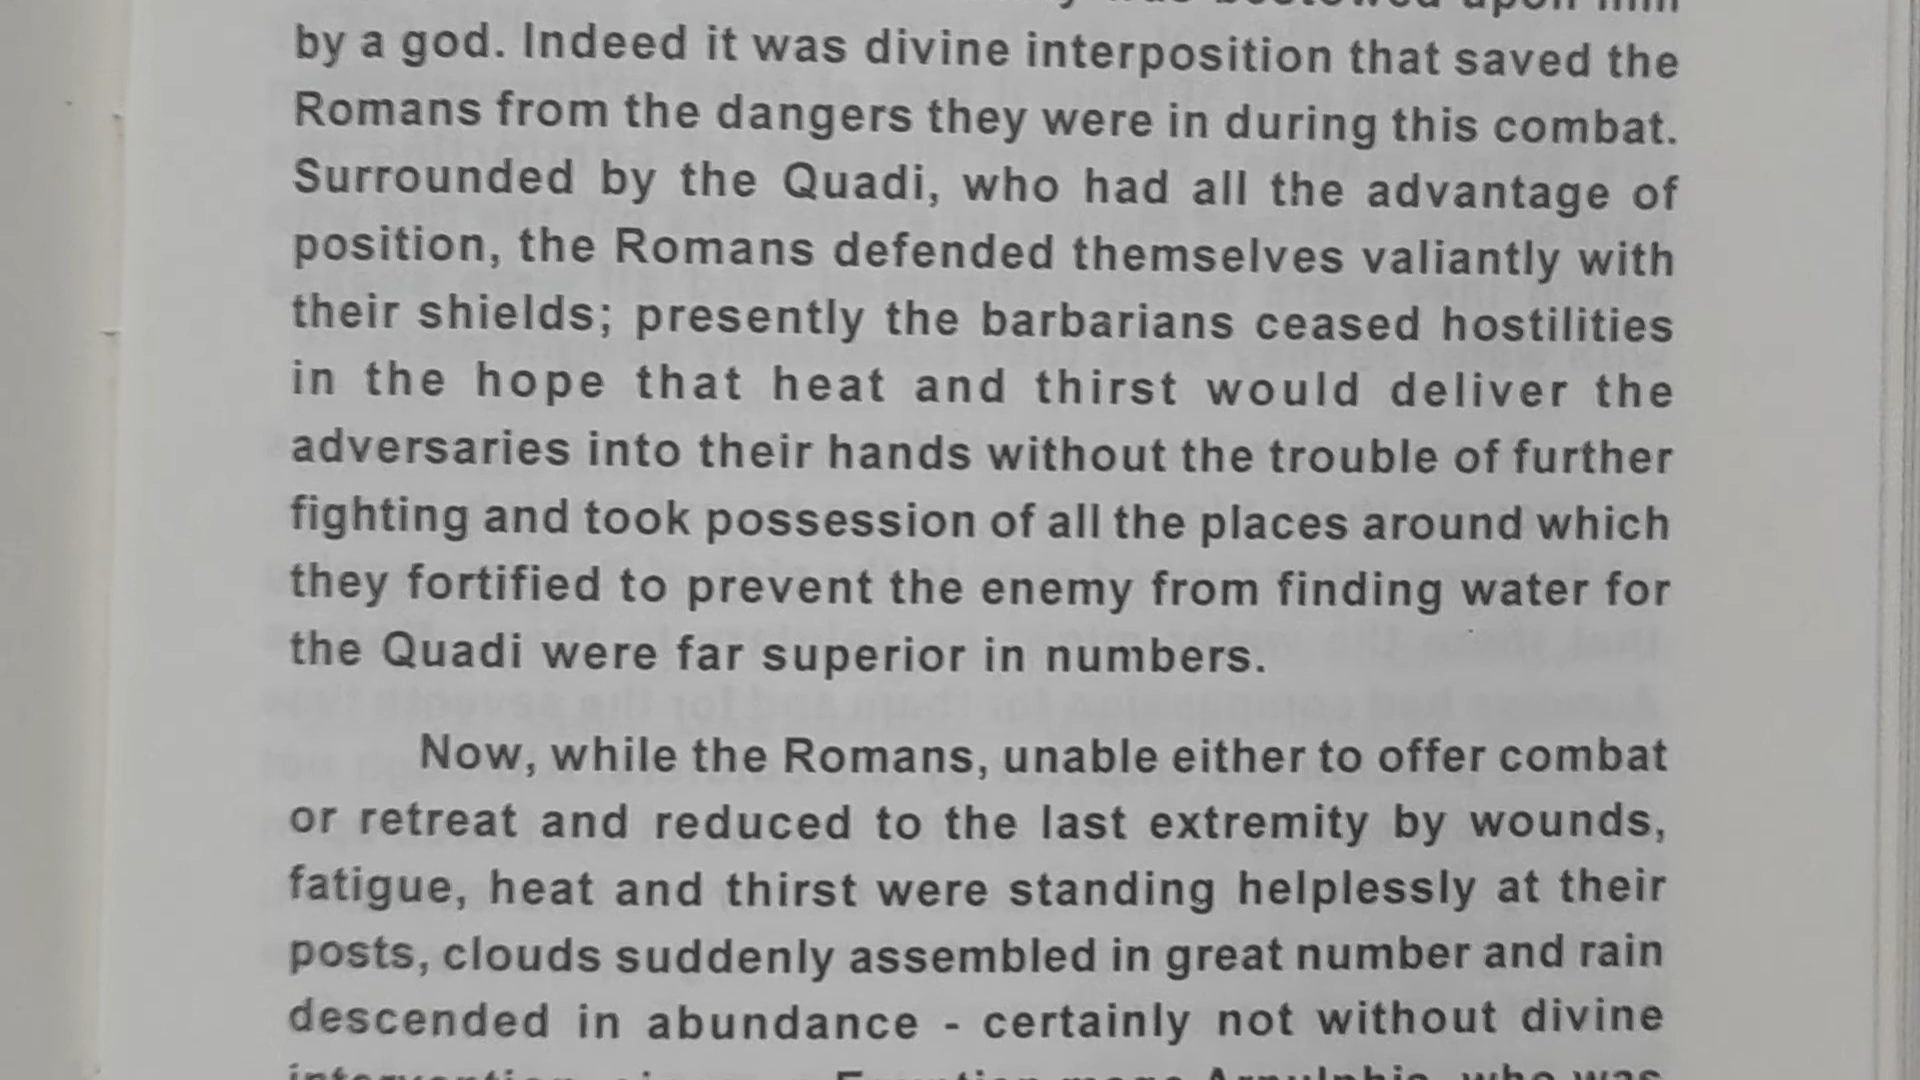 bestowed upon him
by a god. Indeed it was divine interposition that saved the
Romans from the dangers they were in during this combat.
Surrounded by the Quadi, who had all the advantage of
position, the Romans defended themselves valiantly with
their shields; presently the barbarians ceased hostilities
in the hope that heat and thirst would deliver the
adversaries into their hands without the trouble of further
fighting and took possession of all the places around which
they fortified to prevent the enemy from finding water for
the Quadi were far superior in numbers.
Now, while the Romans, unable either to offer combat
or retreat and reduced to the last extremity by wounds,
fatigue, heat and thirst were standing helplessly at their
posts, clouds suddenly assembled in great number and rain
descended in abundance - certainly not without divine
who was